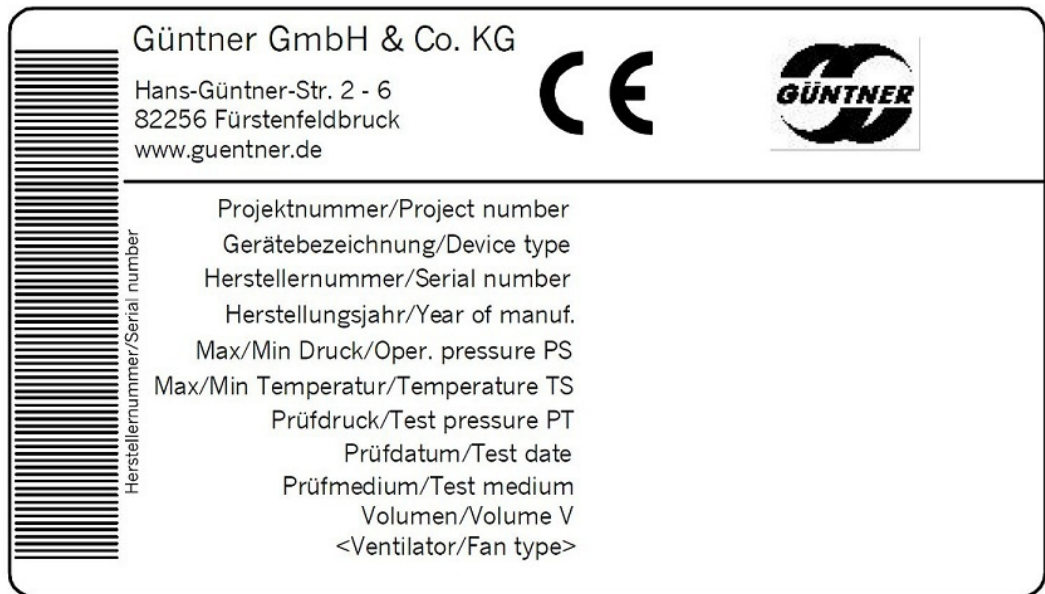 Güntner GmbH & Co. KG
Hans-Güntner-Str. 2 - 6
82256 Fürstenfeldbruck
www.guentner.de
CE
GÜNTNER
Herstellernummer/Serial number
Projektnummer/Project number
Gerätebezeichnung/Device type
Herstellernummer/Serial number
Herstellungsjahr/Year of manuf.
Max/Min Druck/Oper. pressure PS
Max/Min Temperatur/Temperature TS
Prüfdruck/Test pressure PT
Prüfdatum/Test date
Prüfmedium/Test medium
Volumen/Volume V
<Ventilator/Fan type>